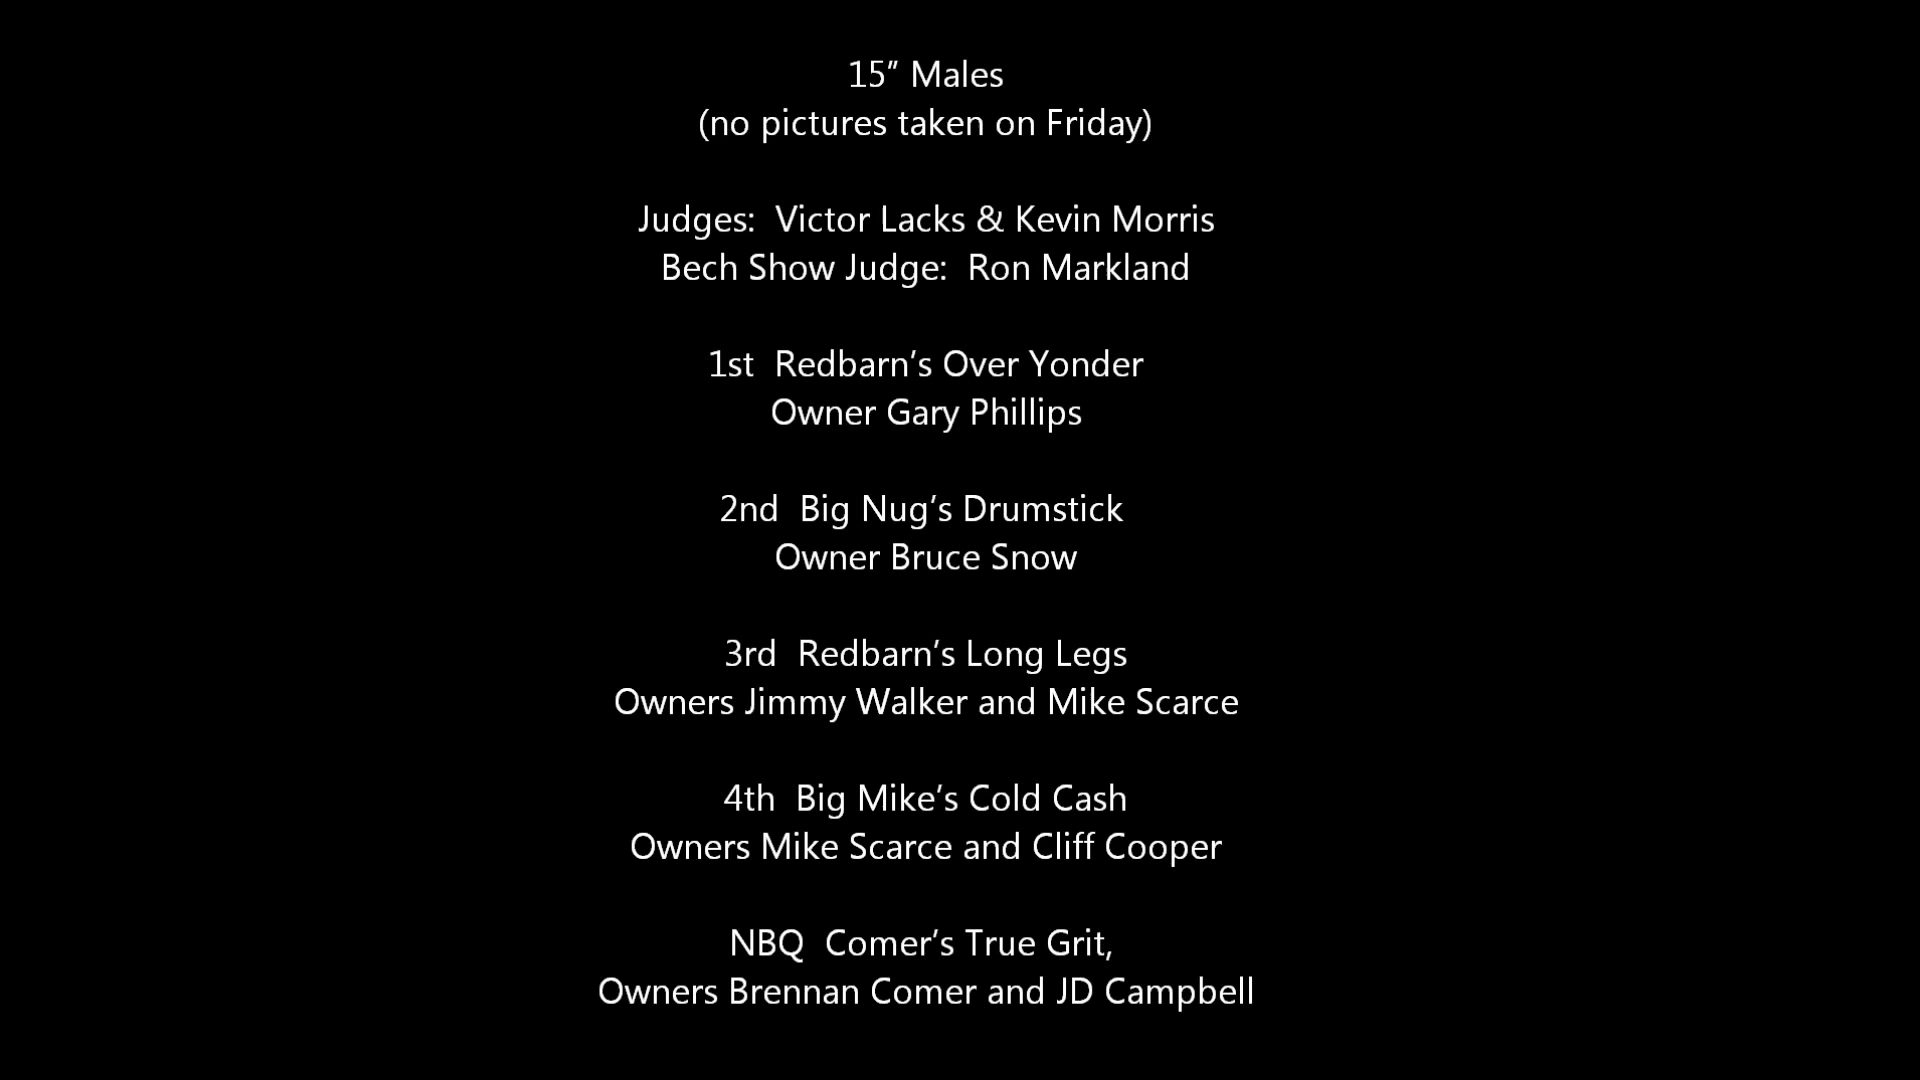 15" Males
(no pictures taken on Friday)
Judges:  Victor Lacks & Kevin Morris
Bech Show Judge:  Ron Markland
1st  Redbarn's Over Yonder
Owner Gary Phillips
2nd  Big Nug's Drumstick
Owner Bruce Snow
3rd  Redbarn's Long Legs
Owners Jimmy Walker and Mike Scarce
4th  Big Mike's Cold Cash
Owners Mike Scarce and Cliff Cooper
NBQ  Comer's True Grit,
Owners Brennan Comer and JD Campbell